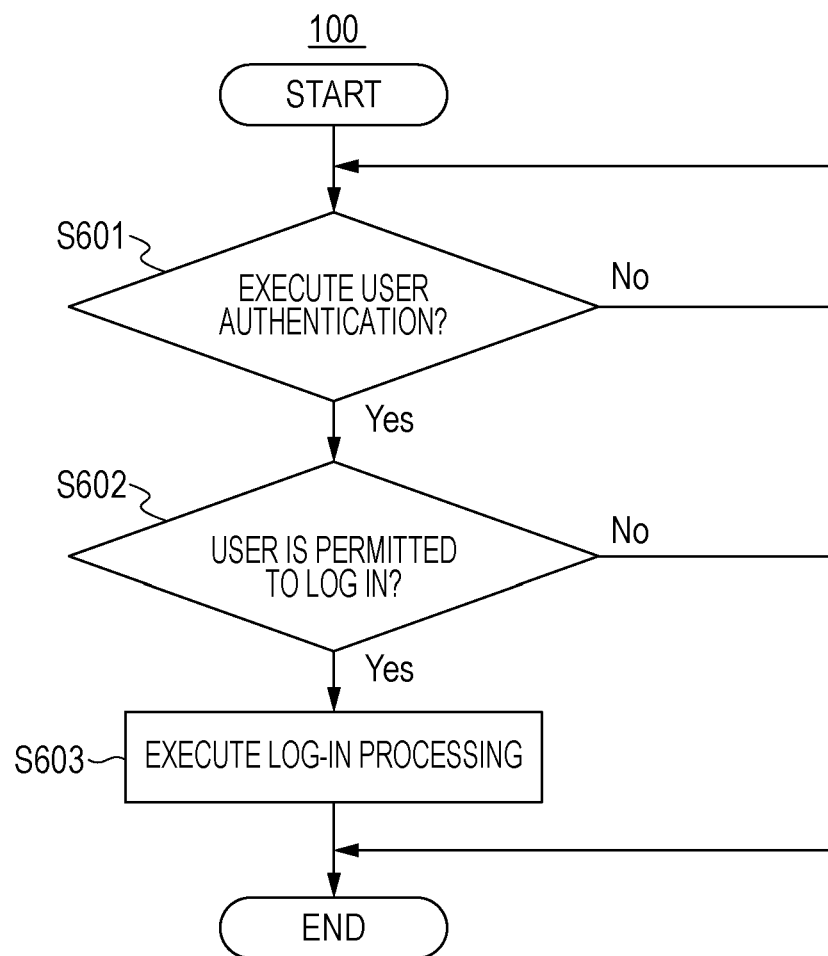 100
START
S601
EXECUTE USER
AUTHENTICATION?
No
Yes
S602
USER IS PERMITTED
TO LOG IN?
No
Yes
S603
EXECUTE LOG-IN PROCESSING
END